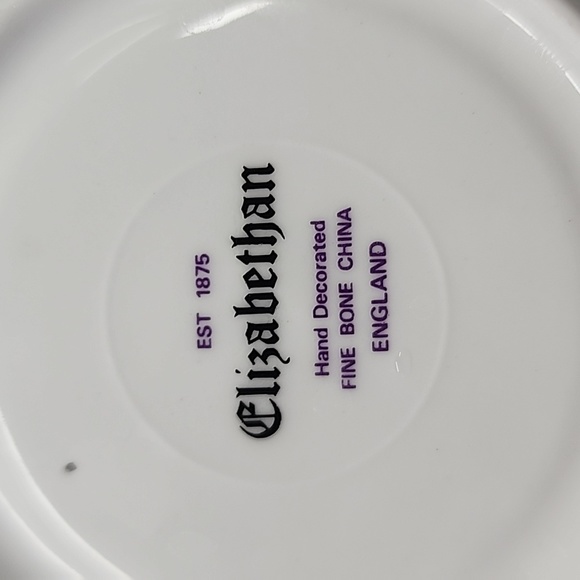 EST 1875
Elizabethan
Hand Decorated
FINE BONE CHINA
ENGLAND